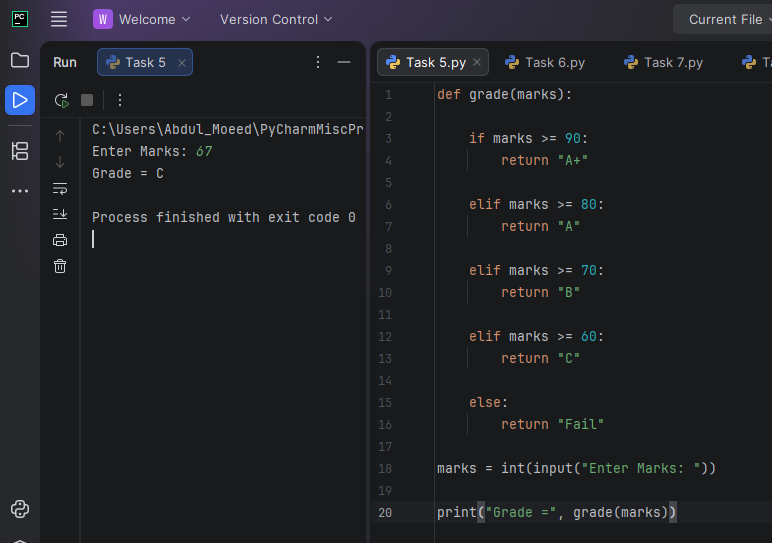 PC
W Welcome
Version Control
Current File
Run
Task 5
C:\Users\Abdul_Moeed\PyCharmMiscPr
Enter Marks: 67
Grade = C
Process finished with exit code 0
Task 5.py
Task 6.py
Task 7.py
1 def grade(marks):
2
3     if marks >= 90:
4         return "A+"
5
6     elif marks >= 80:
7         return "A"
8
9     elif marks >= 70:
10         return "B"
11
12     elif marks >= 60:
13         return "C"
14
15     else:
16         return "Fail"
17
18 marks = int(input("Enter Marks: "))
19
20 print("Grade =", grade(marks))